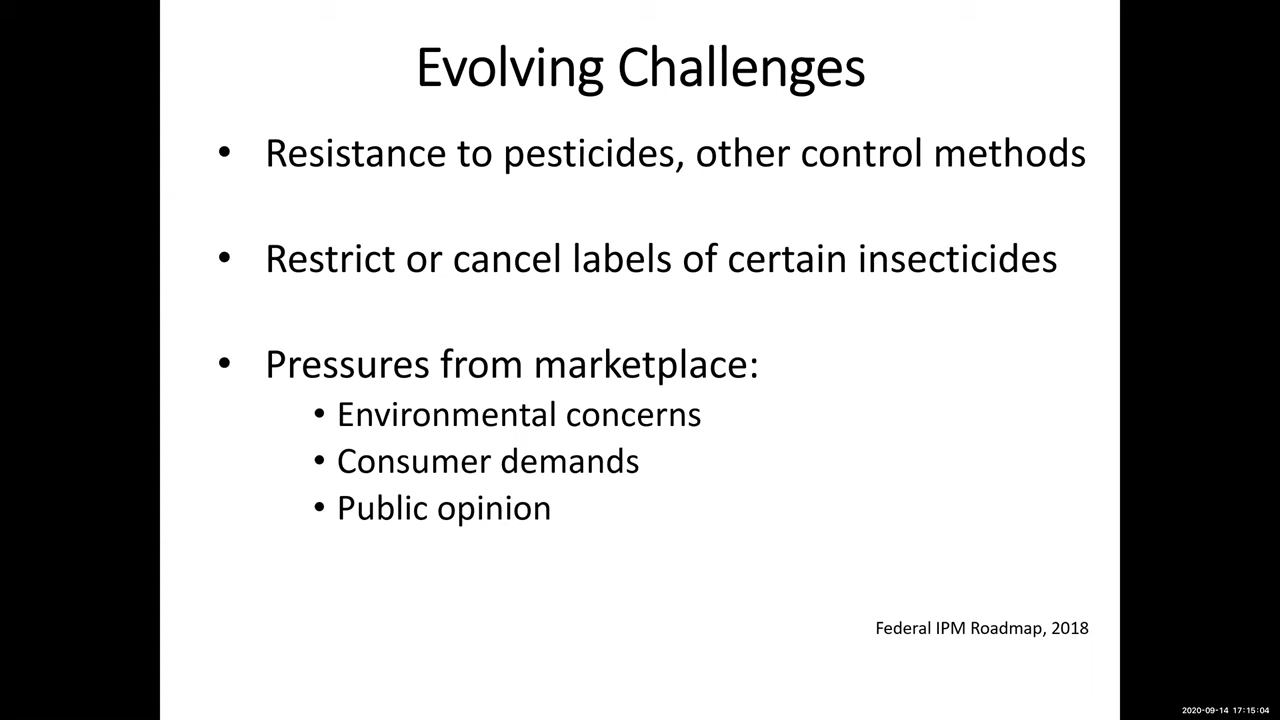 Evolving Challenges
• Resistance to pesticides, other control methods
• Restrict or cancel labels of certain insecticides
• Pressures from marketplace:
• Environmental concerns
• Consumer demands
• Public opinion
Federal IPM Roadmap, 2018
2020-09-14 17:15:04